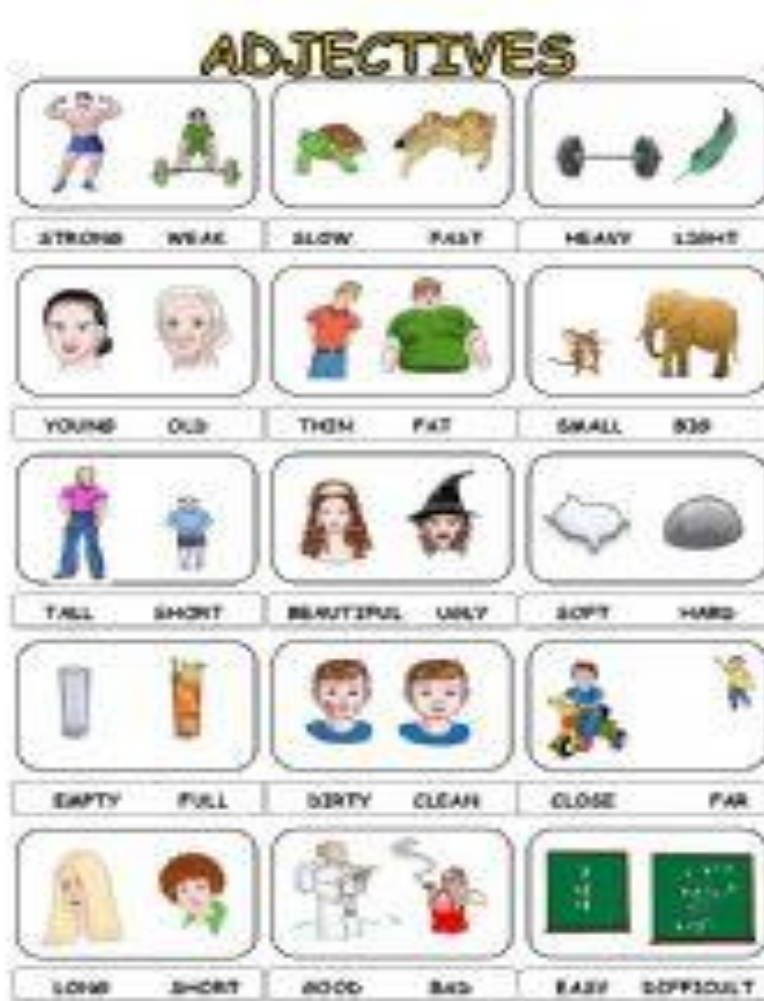 ADJECTIVES
STRONG WEAK SLOW FAST HEAVY LIGHT
YOUNG OLD THIN FAT SMALL BIG
TALL SHORT BEAUTIFUL UGLY SOFT HARD
EMPTY FULL DIRTY CLEAN CLOSE FAR
LONG SHORT GOOD BAD EASY DIFFICULT